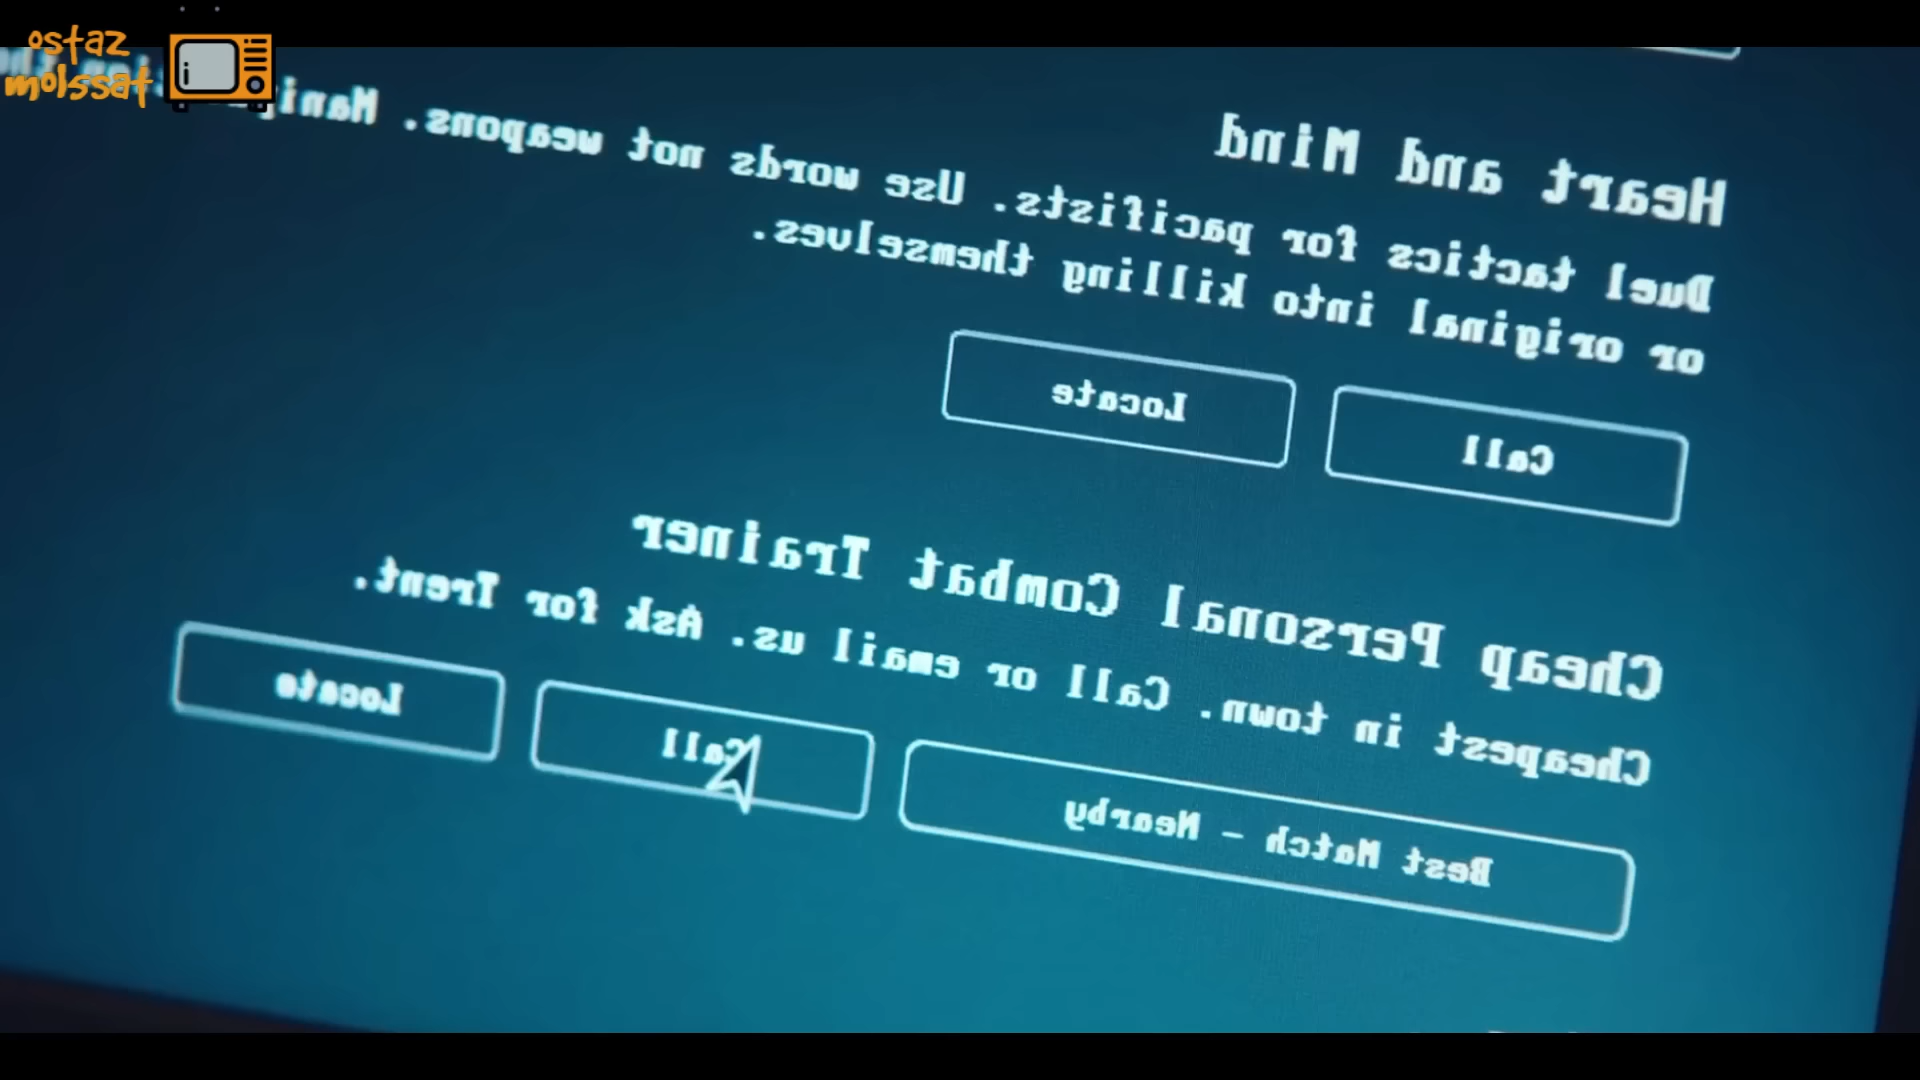 ostaz
molssat
Heart and Mind
Duel tactics for pacifists. Use words not weapons.
or original into killing themselves.
Call
Locate
Cheap Personal Combat Trainer
Cheapest in town. Call or email us. Ask for Trent.
Best Match - Nearby
Call
Locate